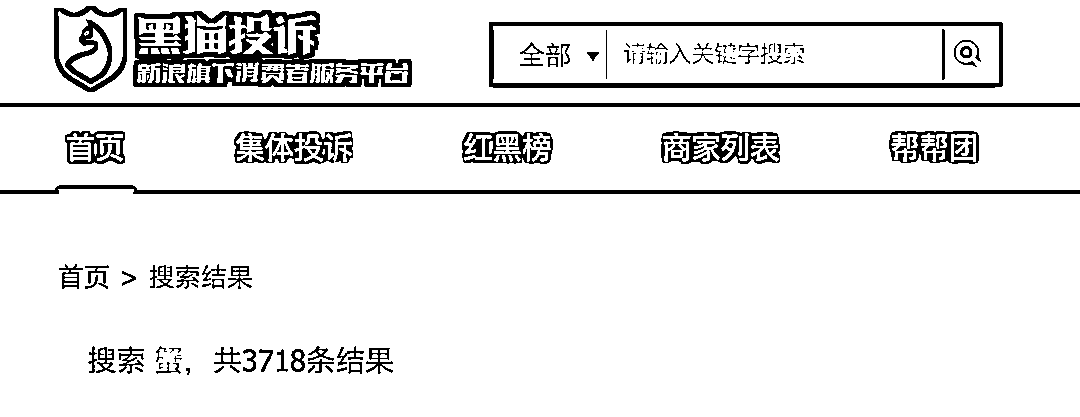 黑猫投诉
新浪旗下消费者服务平台
全部 请输入关键字搜索
首页 集体投诉 红黑榜 商家列表 帮帮团
首页 > 搜索结果
搜索 蟹，共3718条结果